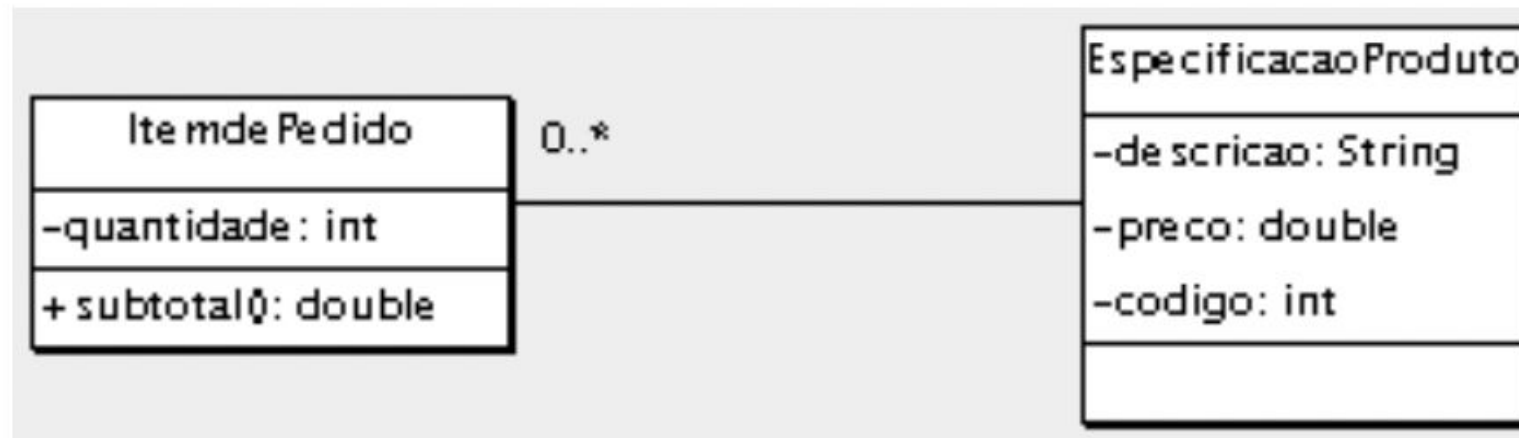 ItemdePedido
-quantidade: int
+ subtotal(): double
0..*
EspecificacaoProduto
-descricao: String
-preco: double
-codigo: int